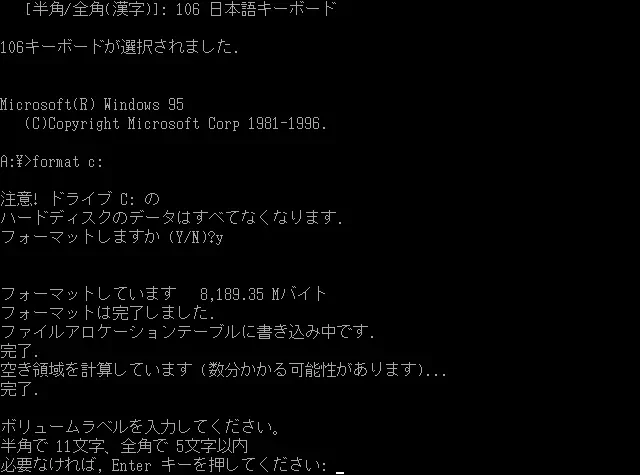 [半角/全角(漢字)]: 106 日本語キーボード
106キーボードが選択されました.
Microsoft(R) Windows 95
(C)Copyright Microsoft Corp 1981-1996.
A:¥>format c:
注意! ドライブ C: の
ハードディスクのデータはすべてなくなります.
フォーマットしますか (Y/N)?y
フォーマットしています 8,189.35 Mバイト
フォーマットは完了しました.
ファイルアロケーションテーブルに書き込み中です.
完了.
空き領域を計算しています (数分かかる可能性があります)...
完了.
ボリュームラベルを入力してください。
半角で 11文字、全角で 5文字以内
必要なければ, Enter キーを押してください: _